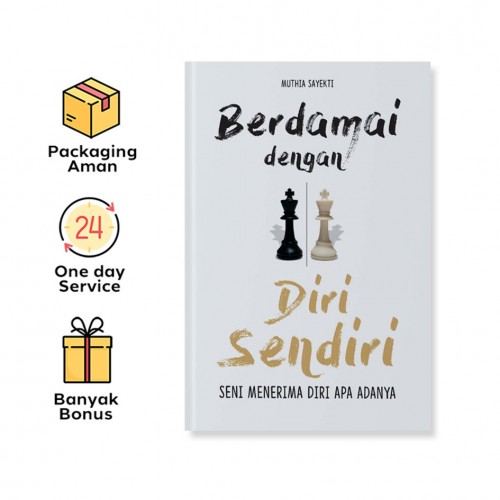 Packaging
Aman
24
One day
Service
Banyak
Bonus
MUTHIA SAYEKTI
Berdamai
dengan
Diri
Sendiri
SENI MENERIMA DIRI APA ADANYA